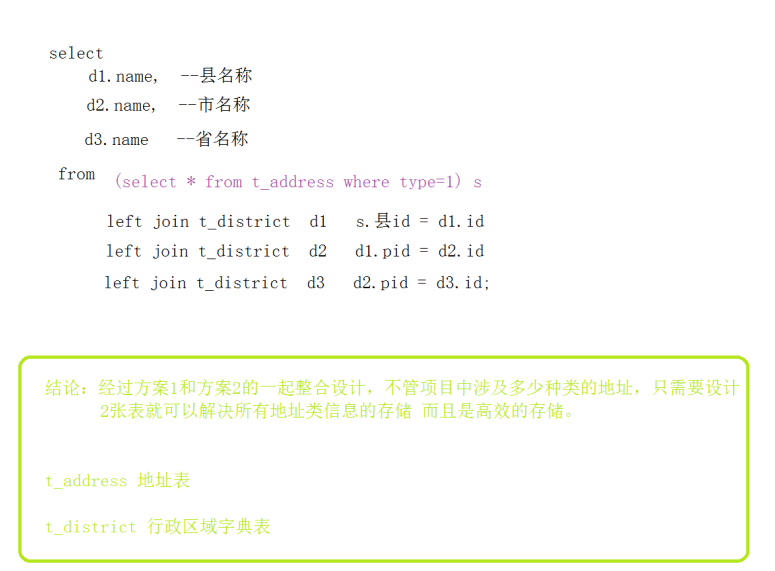 select
d1.name, --县名称
d2.name, --市名称
d3.name --省名称
from (select * from t_address where type=1) s
left join t_district d1 s.县id = d1.id
left join t_district d2 d1.pid = d2.id
left join t_district d3 d2.pid = d3.id;
结论：经过方案1和方案2的一起整合设计，不管项目中涉及多少种类的地址，只需要设计
2张表就可以解决所有地址类信息的存储 而且是高效的存储。
t_address 地址表
t_district 行政区域字典表